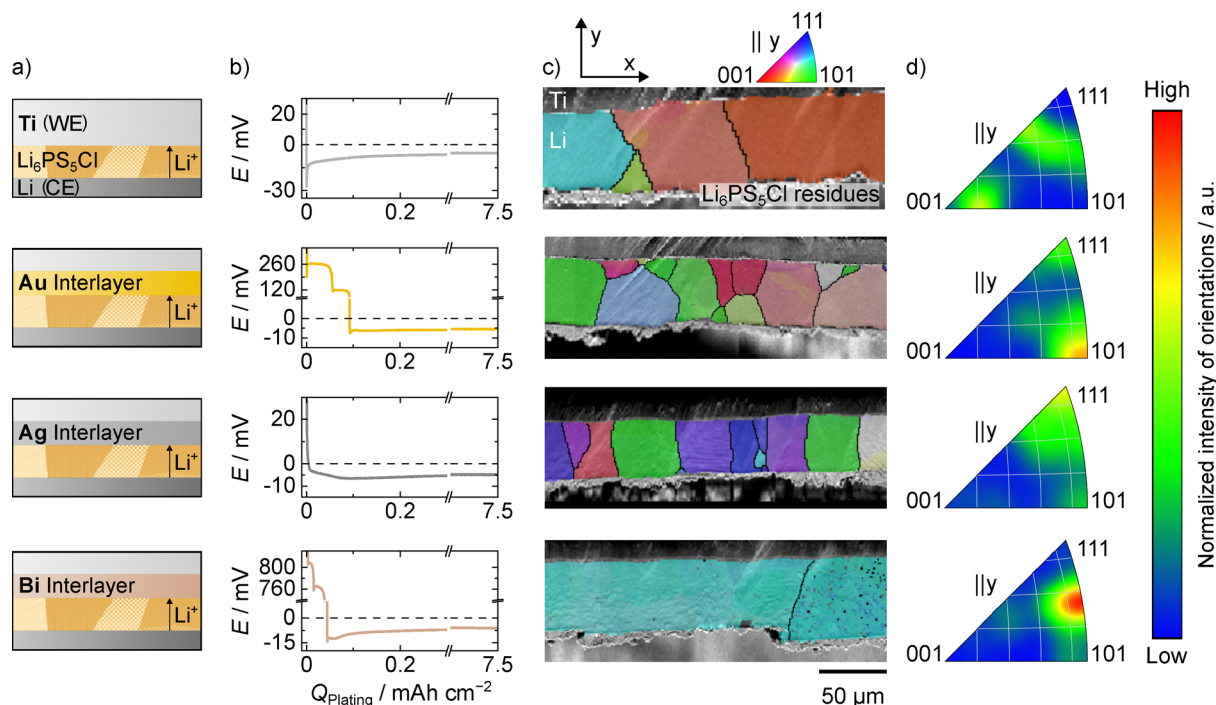 a)
b)
c)
d)
y
x
|| y
111
001
101
Ti (WE)
Li₆PS₅Cl
Li⁺
Li (CE)
E / mV
20
0
-30
0
0.2
7.5
Ti
Li
Li₆PS₅Cl residues
||y
111
001
101
Au Interlayer
Li⁺
E / mV
260
120
0
-10
0
0.2
7.5
||y
111
001
101
Ag Interlayer
Li⁺
E / mV
20
0
-10
0
0.2
7.5
||y
111
001
101
Bi Interlayer
Li⁺
E / mV
800
760
0
-15
0
0.2
7.5
Q_Plating / mAh cm⁻²
50 µm
||y
111
001
101
High
Normalized intensity of orientations / a.u.
Low